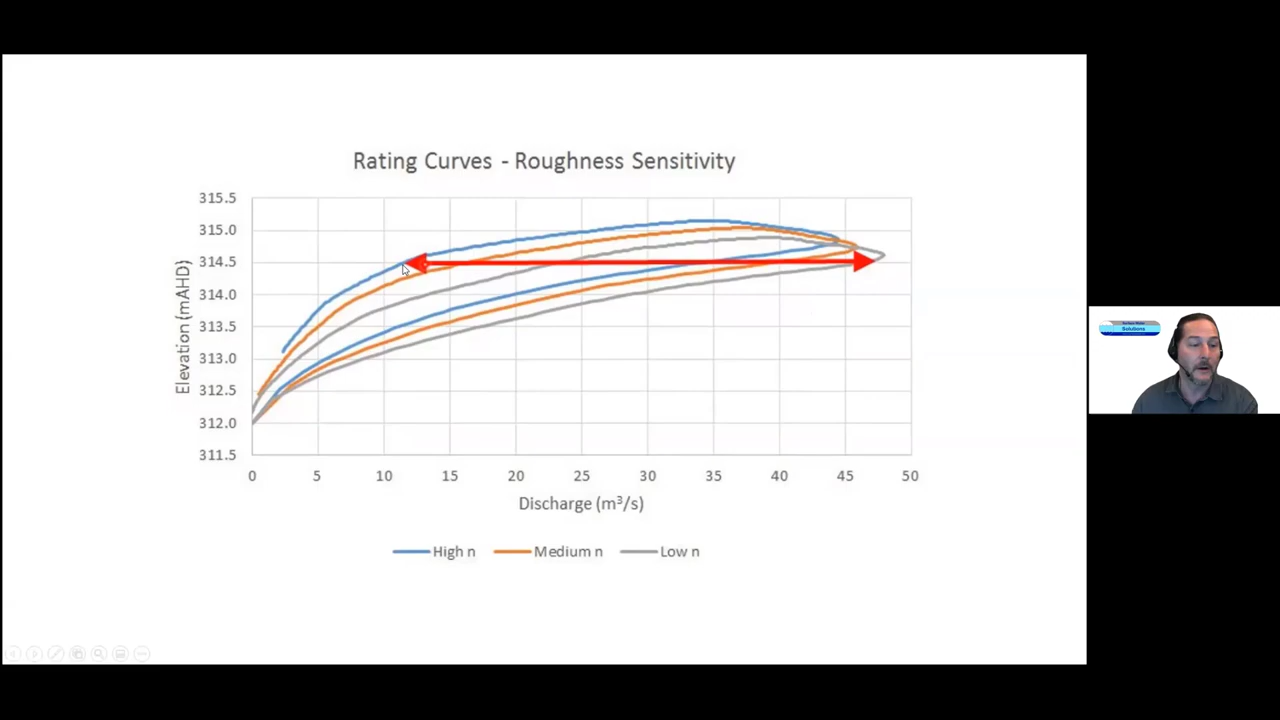 Rating Curves - Roughness Sensitivity
315.5
315.0
314.5
314.0
313.5
313.0
312.5
312.0
311.5
Elevation (mAHD)
0 5 10 15 20 25 30 35 40 45 50
Discharge (m³/s)
High n Medium n Low n
Solutions